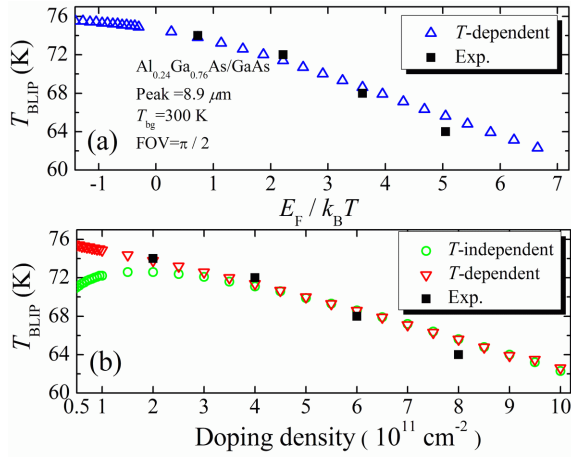 76
72
68
64
60
T_BLIP (K)
T-dependent
Exp.
Al0.24Ga0.76As/GaAs
Peak =8.9 μm
Tbg=300 K
FOV=π / 2
(a)
-1 0 1 2 3 4 5 6 7
E_F / k_B T
76
72
68
64
60
T_BLIP (K)
T-independent
T-dependent
Exp.
(b)
0.5 1 2 3 4 5 6 7 8 9 10
Doping density ( 10^11 cm^-2 )